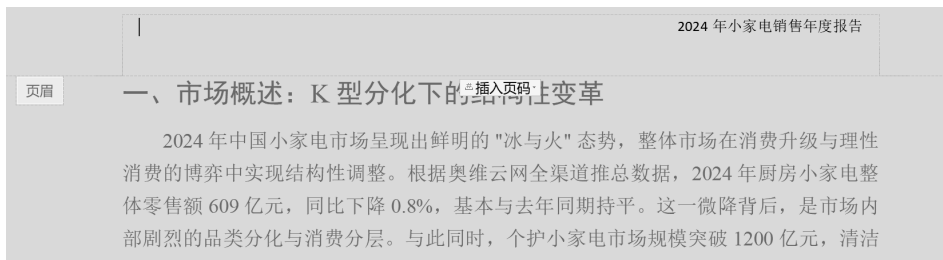 2024 年小家电销售年度报告
页眉
一、市场概述：K 型分化下的结构性变革
插入页码
2024 年中国小家电市场呈现出鲜明的 "冰与火" 态势，整体市场在消费升级与理性
消费的博弈中实现结构性调整。根据奥维云网全渠道推总数据，2024 年厨房小家电整
体零售额 609 亿元，同比下降 0.8%，基本与去年同期持平。这一微降背后，是市场内
部剧烈的品类分化与消费分层。与此同时，个护小家电市场规模突破 1200 亿元，清洁